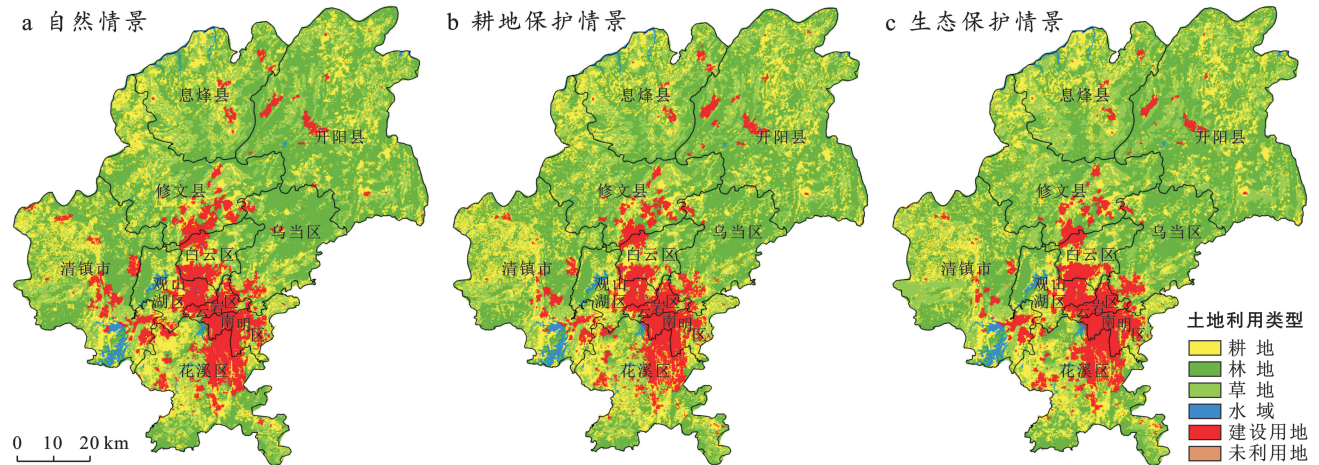 a 自然情景
息烽县
开阳县
修文县
乌当区
白云区
清镇市
观山
湖区
云岩区
南明
区
花溪区
0 10 20 km
b 耕地保护情景
息烽县
开阳县
修文县
乌当区
白云区
清镇市
观山
湖区
云岩区
南明
区
花溪区
c 生态保护情景
息烽县
开阳县
修文县
乌当区
白云区
清镇市
观山
湖区
云岩区
南明
区
花溪区
土地利用类型
耕地
林地
草地
水域
建设用地
未利用地